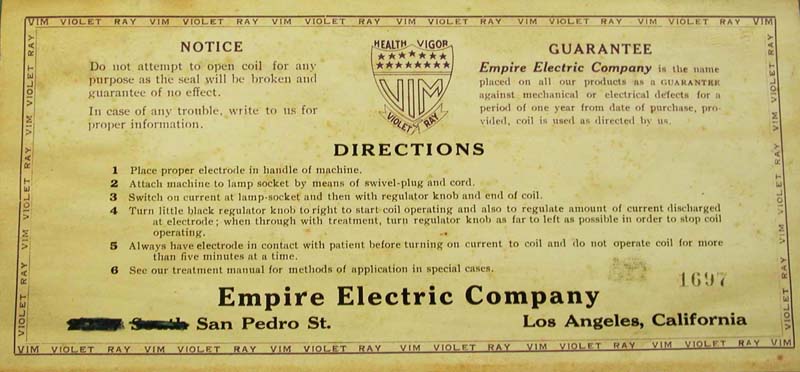 VIM VIOLET RAY VIM VIOLET RAY VIM VIOLET RAY VIM VIOLET RAY VIM VIOLET RAY VIM
NOTICE
Do not attempt to open coil for any
purpose as the seal will be broken and
guarantee of no effect.
In case of any trouble, write to us for
proper information.
HEALTH VIGOR
VIM
VIOLET RAY
GUARANTEE
Empire Electric Company is the name
placed on all our products as a GUARANTEE
against mechanical or electrical defects for a
period of one year from date of purchase, pro-
vided, coil is used as directed by us.
DIRECTIONS
1 Place proper electrode in handle of machine.
2 Attach machine to lamp socket by means of swivel-plug and cord.
3 Switch on current at lamp-socket and then with regulator knob and end of coil.
4 Turn little black regulator knob to right to start coil operating and also to regulate amount of current discharged
at electrode; when through with treatment, turn regulator knob as far to left as possible in order to stop coil
operating.
5 Always have electrode in contact with patient before turning on current to coil and do not operate coil for more
than five minutes at a time.
6 See our treatment manual for methods of application in special cases.
1697
Empire Electric Company
South San Pedro St.
Los Angeles, California
VIM VIOLET RAY VIM VIOLET RAY VIM VIOLET RAY
VIM VIOLET RAY VIM VIOLET RAY VIM VIOLET RAY
VIM VIOLET RAY VIM VIOLET RAY VIM VIOLET RAY VIM VIOLET RAY VIM VIOLET RAY VIM